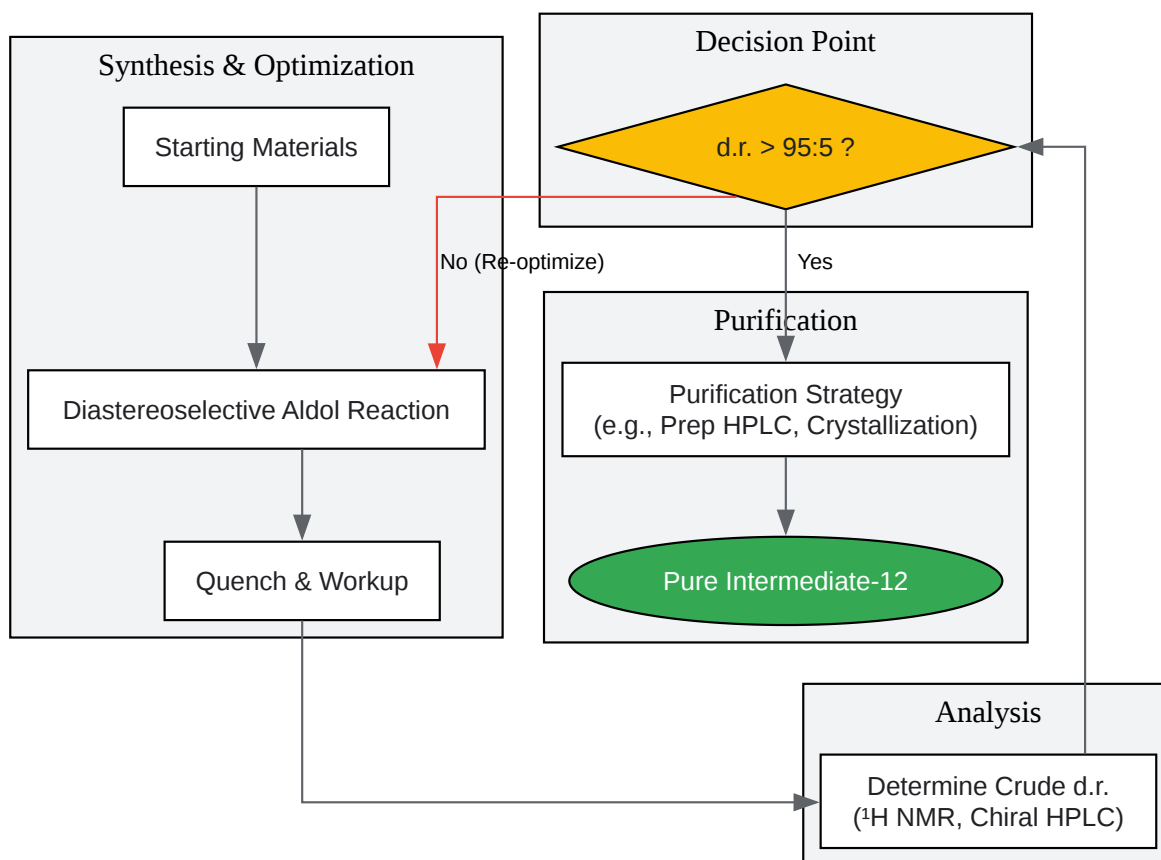 Synthesis & Optimization
Starting Materials
Diastereoselective Aldol Reaction
Quench & Workup
Decision Point
d.r. > 95:5 ?
No (Re-optimize)
Yes
Purification
Purification Strategy
(e.g., Prep HPLC, Crystallization)
Pure Intermediate-12
Analysis
Determine Crude d.r.
(¹H NMR, Chiral HPLC)